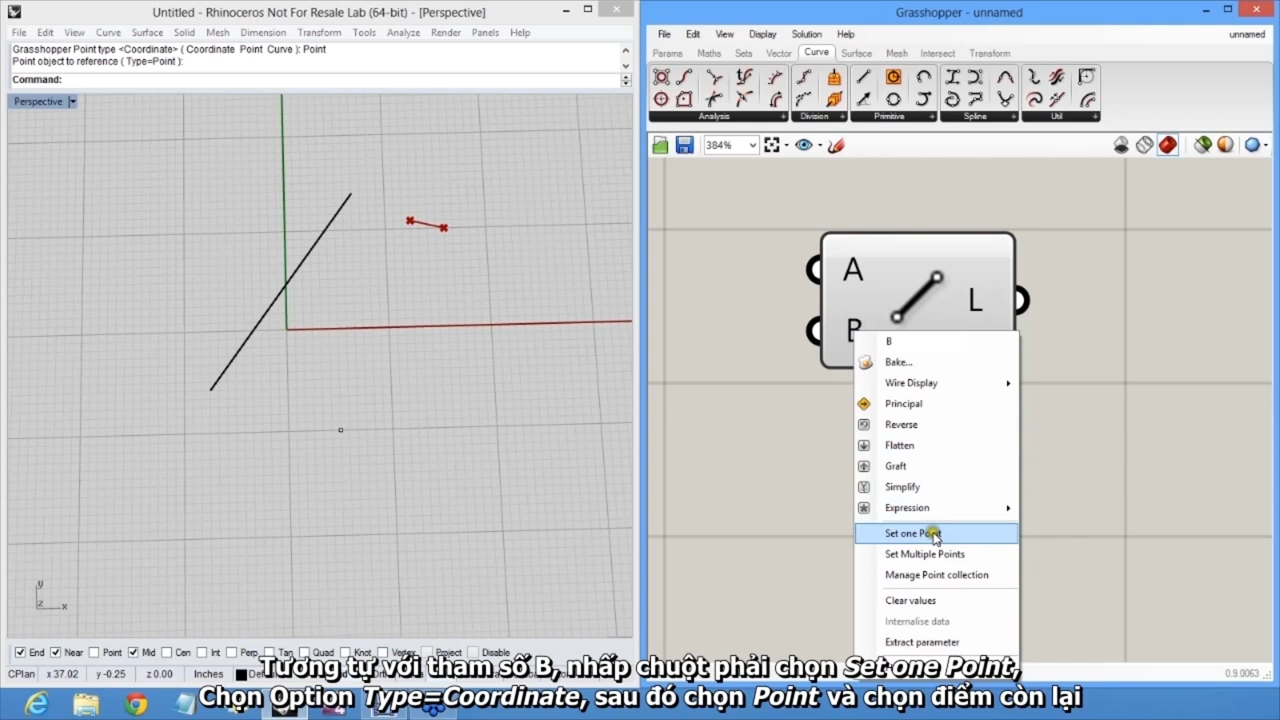 Untitled - Rhinoceros Not For Resale Lab (64-bit) - [Perspective]
File Edit View Curve Surface Solid Mesh Dimension Transform Tools Analyze Render Panels Help
Grasshopper Point type <Coordinate> ( Coordinate Point Curve ): Point
Point object to reference ( Type=Point ):
Command:
Perspective
y
z x
End Near Point Mid Cen Int Perp Tan Quad Knot Vertex Project Disable
CPlan x 37.02 y -0.25 z 0.00 Inches
Grasshopper - unnamed
File Edit View Display Solution Help unnamed
Params Maths Sets Vector Curve Surface Mesh Intersect Transform
Analysis Division Primitive Spline Util
384%
A
B
L
B
Bake...
Wire Display
Principal
Reverse
Flatten
Graft
Simplify
Expression
Set one Point
Set Multiple Points
Manage Point collection
Clear values
Internalise data
Extract parameter
0.9.0063
Tương tự với tham số B, nhấp chuột phải chọn Set one Point,
Chọn Option Type=Coordinate, sau đó chọn Point và chọn điểm còn lại